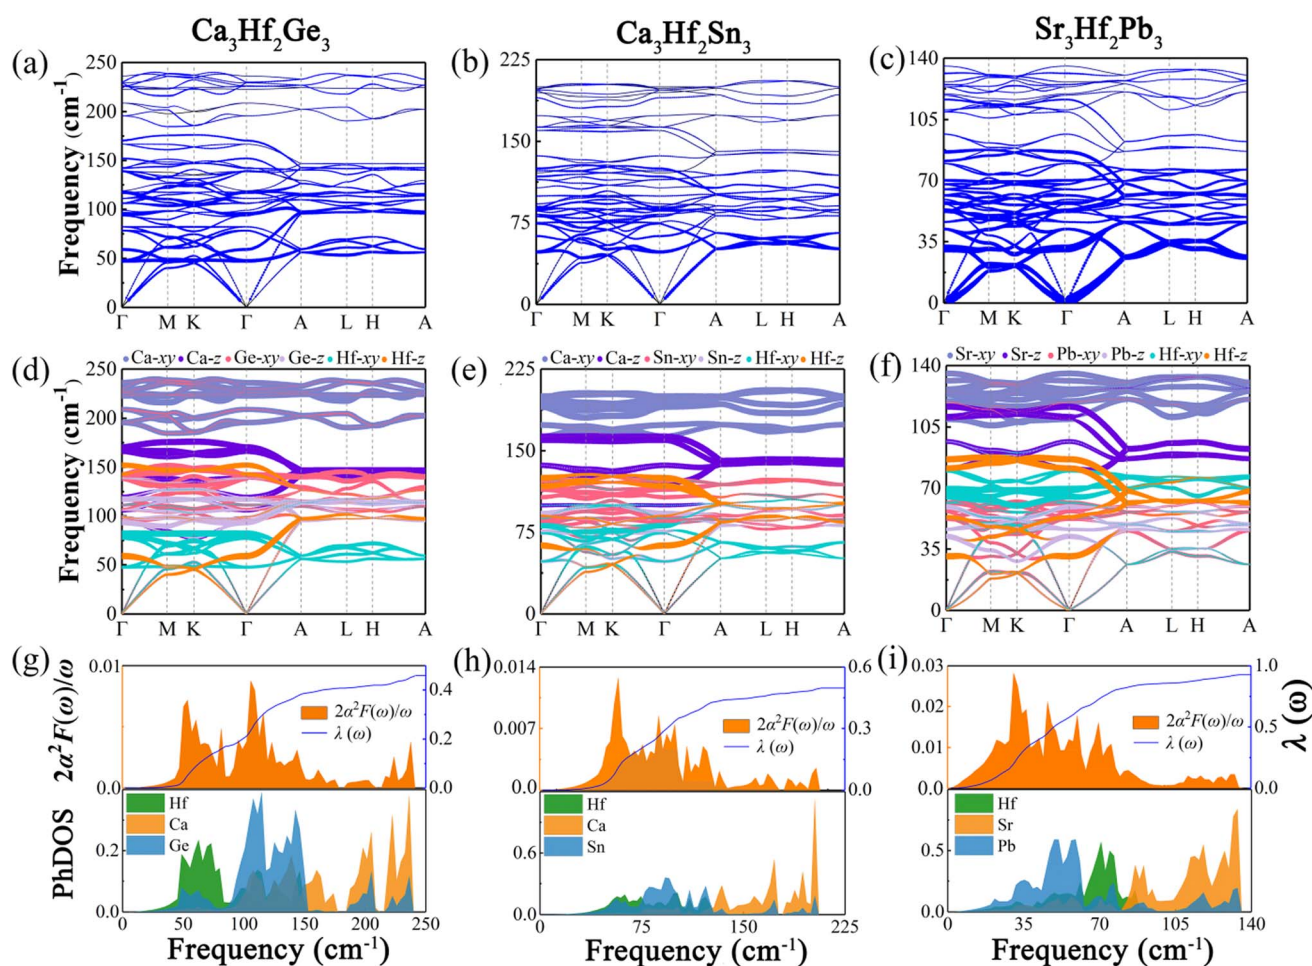 Ca₃Hf₂Ge₃ Ca₃Hf₂Sn₃ Sr₃Hf₂Pb₃
(a) (b) (c)
Frequency (cm⁻¹)
250 200 150 100 50 0
225 150 75 0
140 105 70 35 0
Γ M K Γ A L H A
Γ M K Γ A L H A
Γ M K Γ A L H A
Ca-xy Ca-z Ge-xy Ge-z Hf-xy Hf-z
Ca-xy Ca-z Sn-xy Sn-z Hf-xy Hf-z
Sr-xy Sr-z Pb-xy Pb-z Hf-xy Hf-z
(d) (e) (f)
Frequency (cm⁻¹)
250 200 150 100 50 0
225 150 75 0
140 105 70 35 0
Γ M K Γ A L H A
Γ M K Γ A L H A
Γ M K Γ A L H A
(g) (h) (i)
2α²F(ω)/ω
0.01 0.00
0.4 0.2 0.0
2α²F(ω)/ω
λ (ω)
0.014 0.007 0.000
0.6 0.3 0.0
2α²F(ω)/ω
λ (ω)
0.03 0.02 0.01 0.00
1.0 0.5 0.0
2α²F(ω)/ω
λ (ω)
λ (ω)
PhDOS
0.2 0.0
Hf
Ca
Ge
0.6 0.0
Hf
Ca
Sn
0.5 0.0
Hf
Sr
Pb
0 50 100 150 200 250
0 75 150 225
0 35 70 105 140
Frequency (cm⁻¹) Frequency (cm⁻¹) Frequency (cm⁻¹)